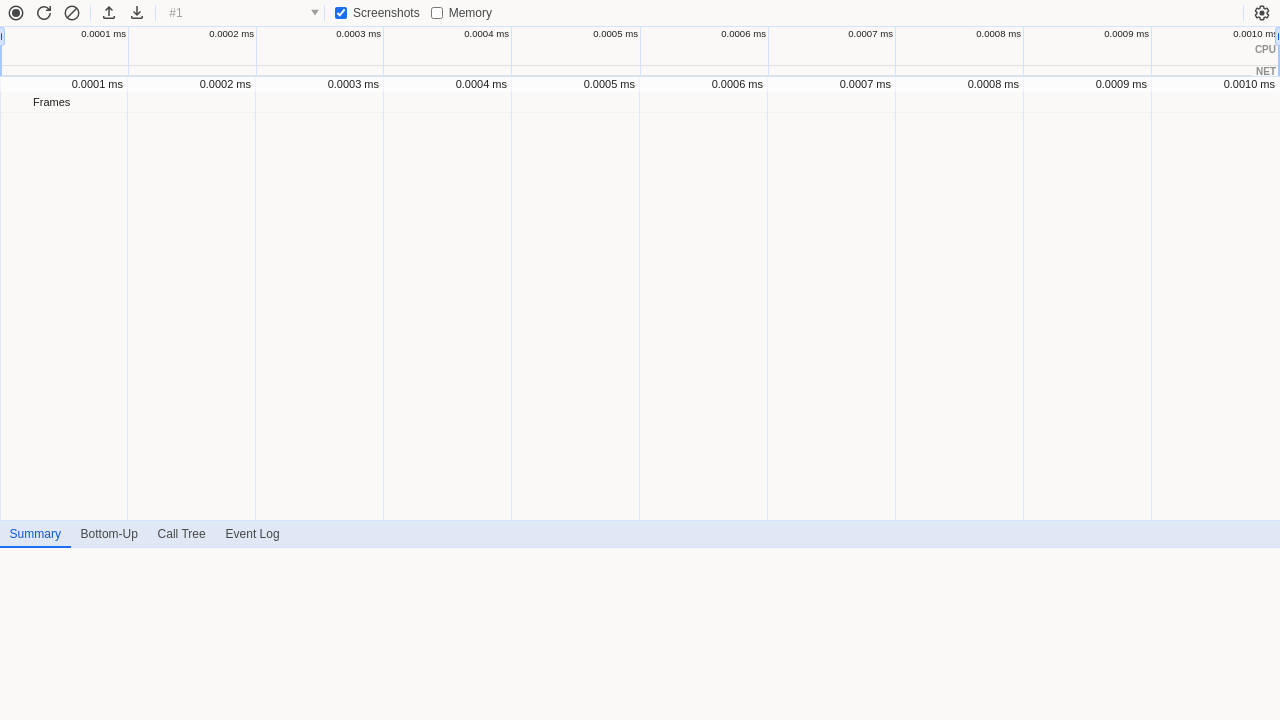 #1 Screenshots Memory
0.0001 ms 0.0002 ms 0.0003 ms 0.0004 ms 0.0005 ms 0.0006 ms 0.0007 ms 0.0008 ms 0.0009 ms 0.0010 ms
CPU
NET
0.0001 ms 0.0002 ms 0.0003 ms 0.0004 ms 0.0005 ms 0.0006 ms 0.0007 ms 0.0008 ms 0.0009 ms 0.0010 ms
Frames
Summary Bottom-Up Call Tree Event Log